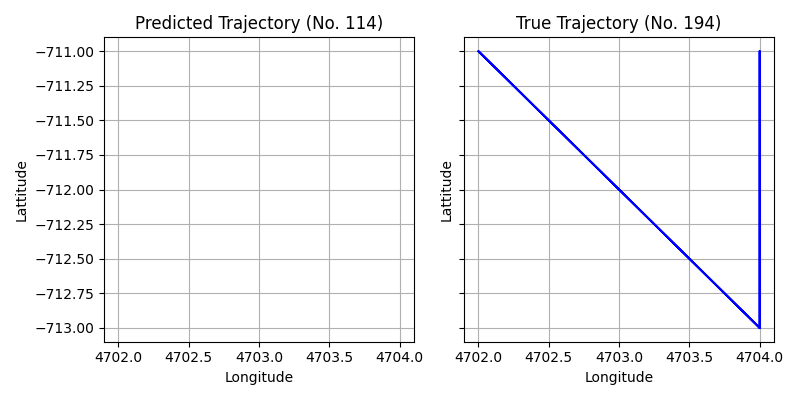 Predicted Trajectory (No. 114)
True Trajectory (No. 194)
−711.00
−711.25
−711.50
−711.75
−712.00
−712.25
−712.50
−712.75
−713.00
Lattitude
Lattitude
4702.0 4702.5 4703.0 4703.5 4704.0
4702.0 4702.5 4703.0 4703.5 4704.0
Longitude
Longitude